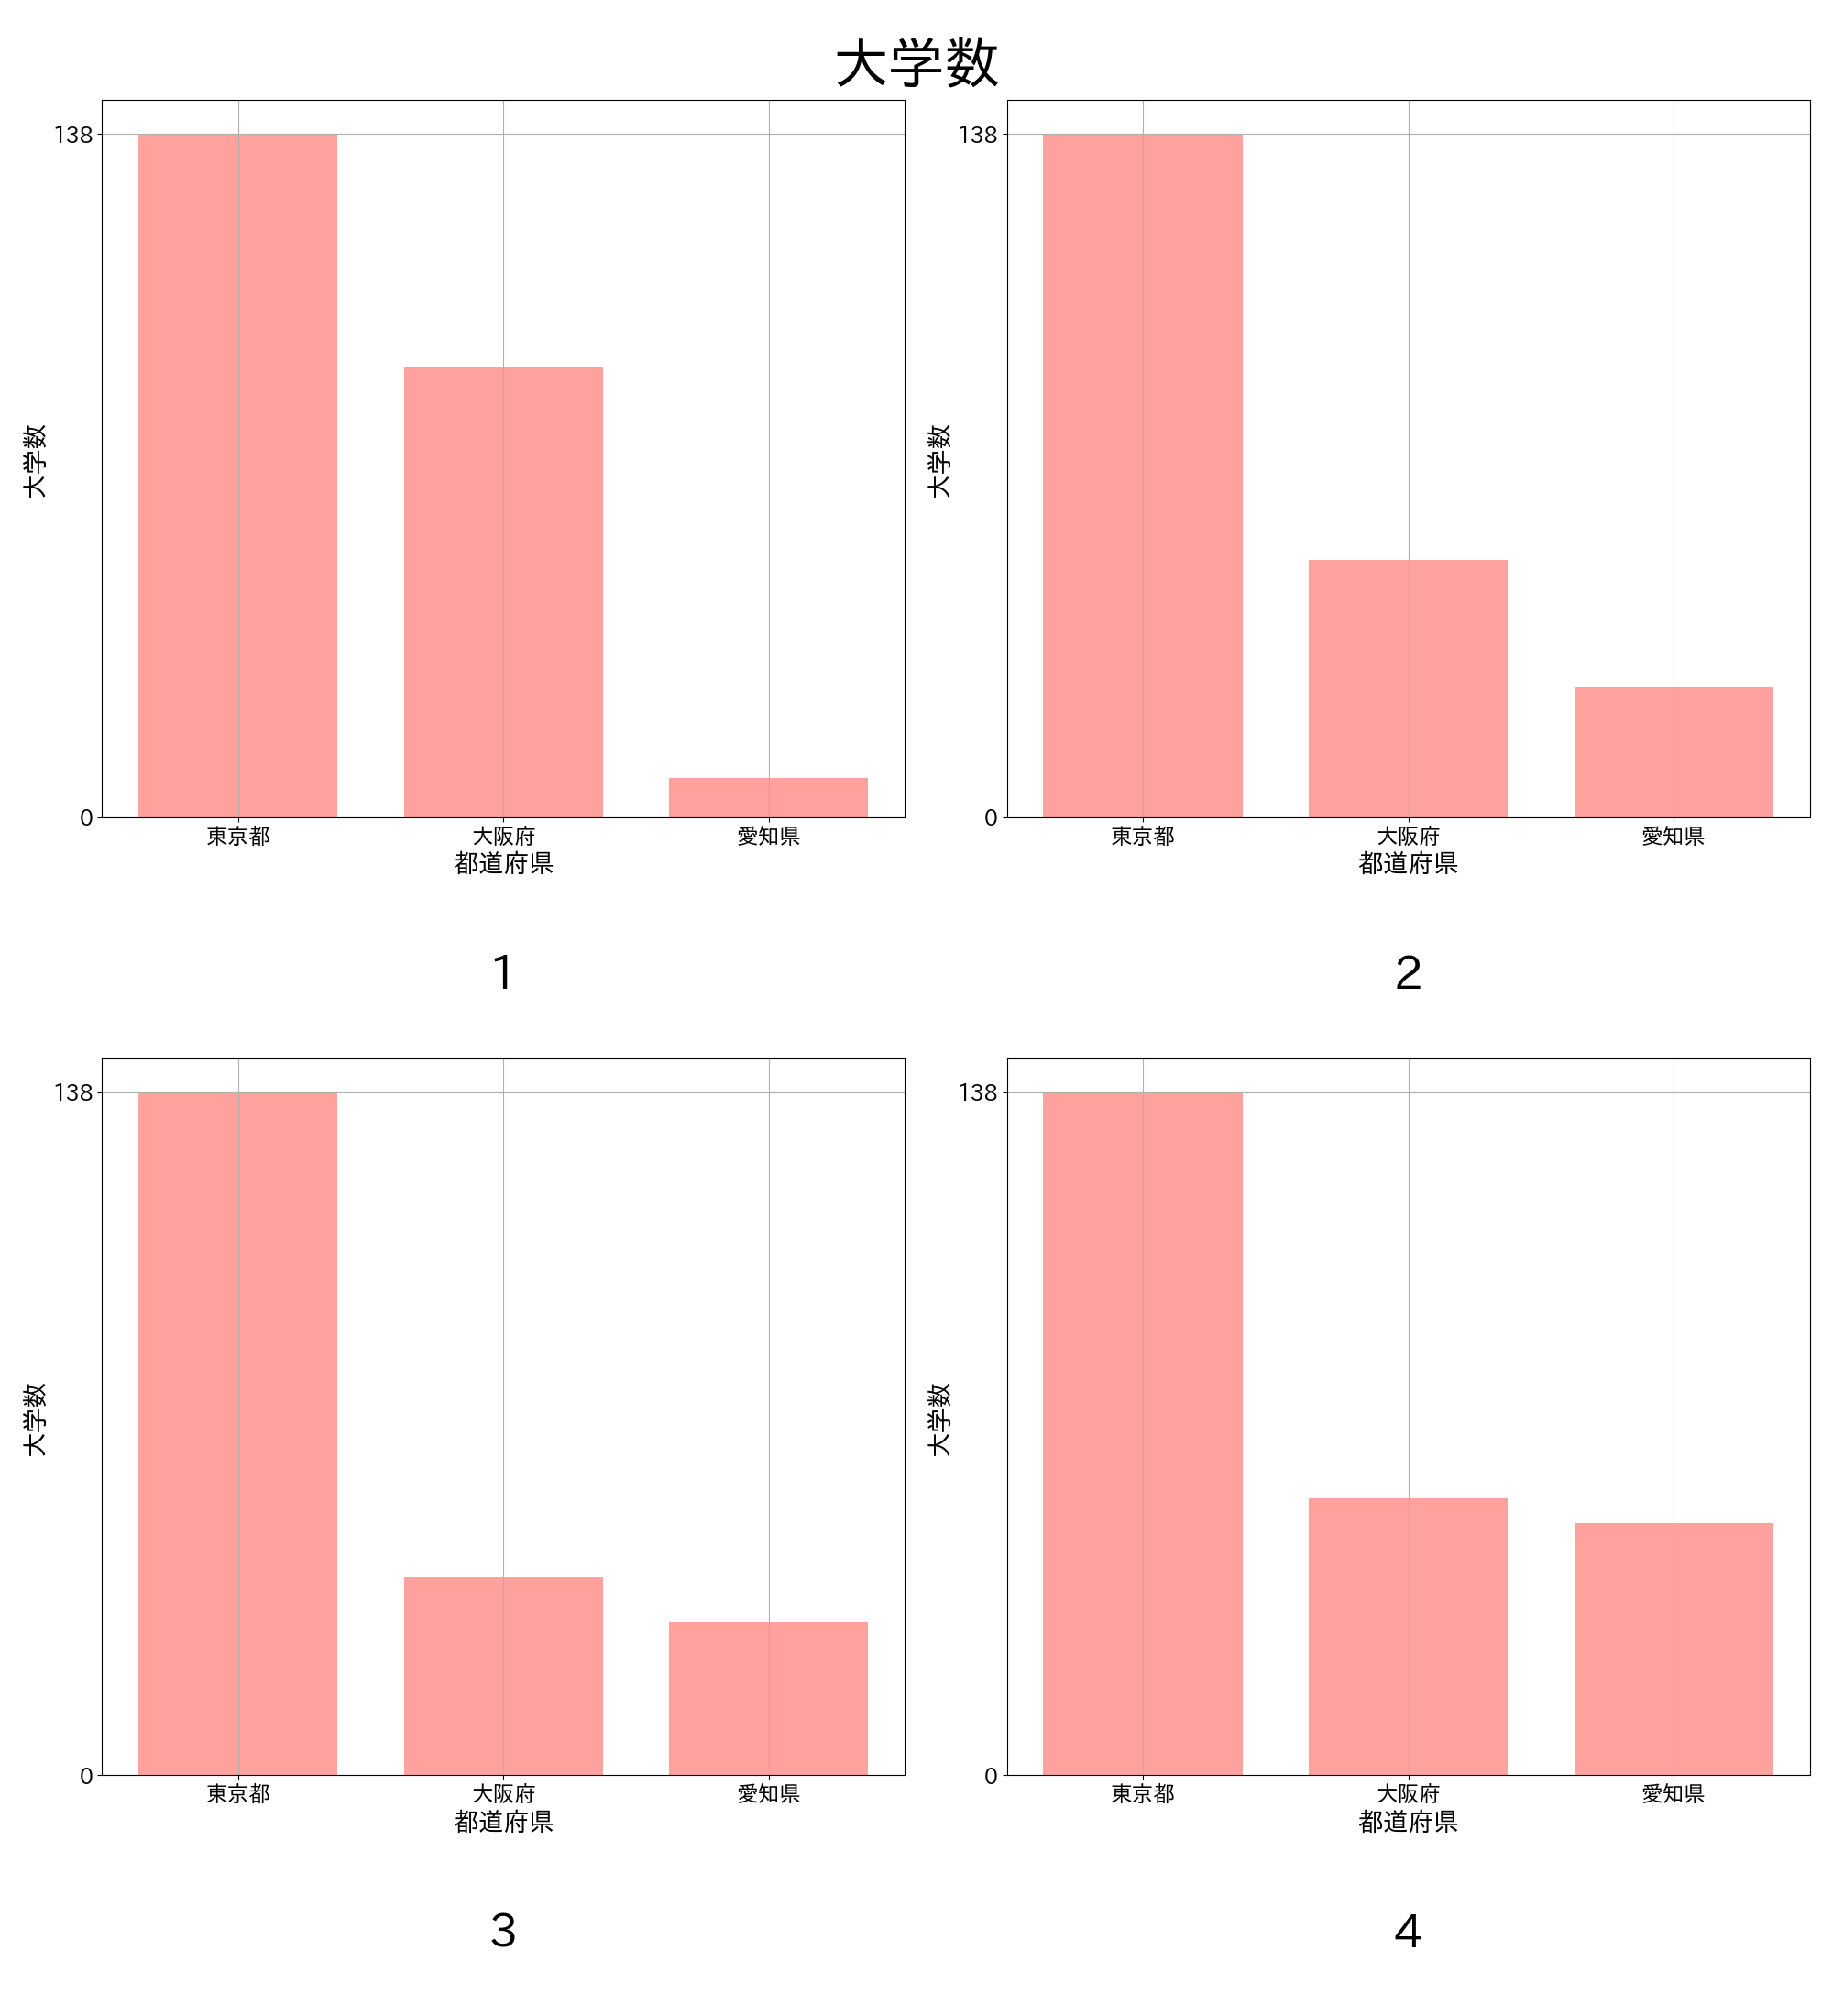 大学数
138
0
大学数
東京都 大阪府 愛知県
都道府県
1
138
0
大学数
東京都 大阪府 愛知県
都道府県
2
138
0
大学数
東京都 大阪府 愛知県
都道府県
3
138
0
大学数
東京都 大阪府 愛知県
都道府県
4